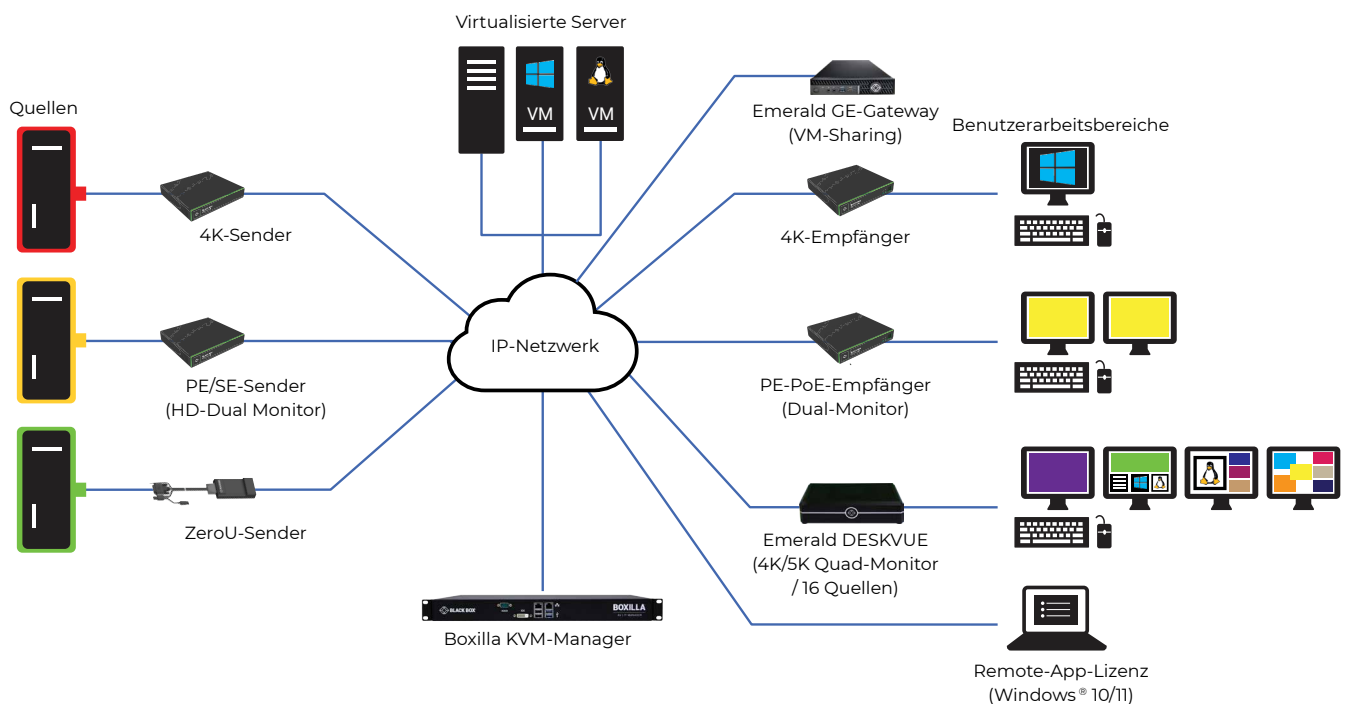 Virtualisierte Server
Quellen
VM
VM
Emerald GE-Gateway
(VM-Sharing)
Benutzerarbeitsbereiche
4K-Sender
4K-Empfänger
IP-Netzwerk
PE/SE-Sender
(HD-Dual Monitor)
PE-PoE-Empfänger
(Dual-Monitor)
ZeroU-Sender
Emerald DESKVUE
(4K/5K Quad-Monitor
/ 16 Quellen)
BLACK BOX
BOXILLA
Boxilla KVM-Manager
Remote-App-Lizenz
(Windows® 10/11)